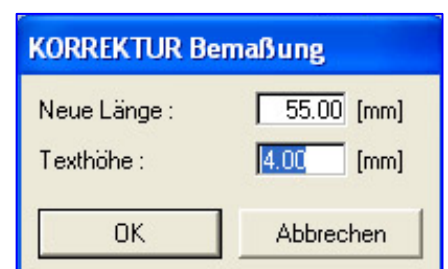 KORREKTUR Bemaßung
Neue Länge : 55.00 [mm]
Texthöhe : 4.00 [mm]
OK Abbrechen